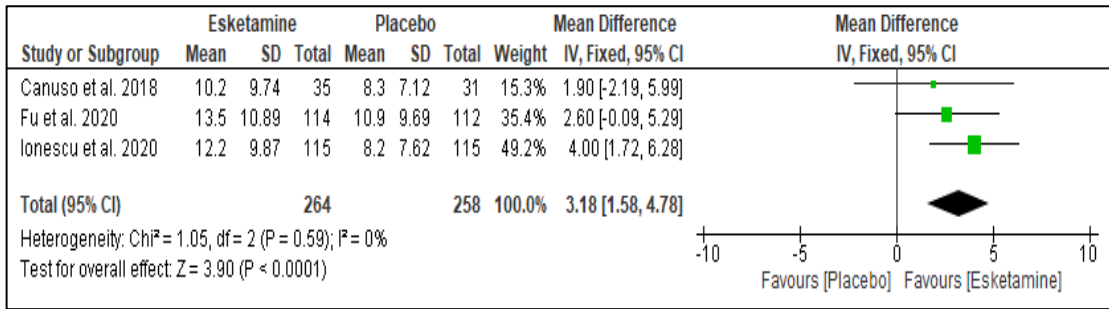 Esketamine Placebo Mean Difference Mean Difference
Study or Subgroup Mean SD Total Mean SD Total Weight IV, Fixed, 95% CI IV, Fixed, 95% CI
Canuso et al. 2018 10.2 9.74 35 8.3 7.12 31 15.3% 1.90 [-2.19, 5.99]
Fu et al. 2020 13.5 10.89 114 10.9 9.69 112 35.4% 2.60 [-0.09, 5.29]
Ionescu et al. 2020 12.2 9.87 115 8.2 7.62 115 49.2% 4.00 [1.72, 6.28]
Total (95% CI) 264 258 100.0% 3.18 [1.58, 4.78]
Heterogeneity: Chi² = 1.05, df = 2 (P = 0.59); I² = 0%
Test for overall effect: Z = 3.90 (P < 0.0001)
-10 -5 0 5 10
Favours [Placebo] Favours [Esketamine]